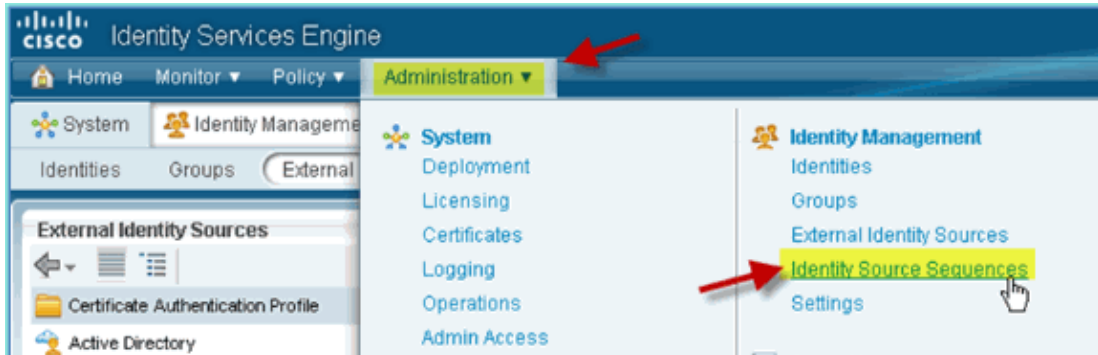 CISCO Identity Services Engine
Home Monitor ▼ Policy ▼ Administration ▼
System Identity Manageme
Identities Groups External
External Identity Sources
Certificate Authentication Profile
Active Directory
System
Deployment
Licensing
Certificates
Logging
Operations
Admin Access
Identity Management
Identities
Groups
External Identity Sources
Identity Source Sequences
Settings